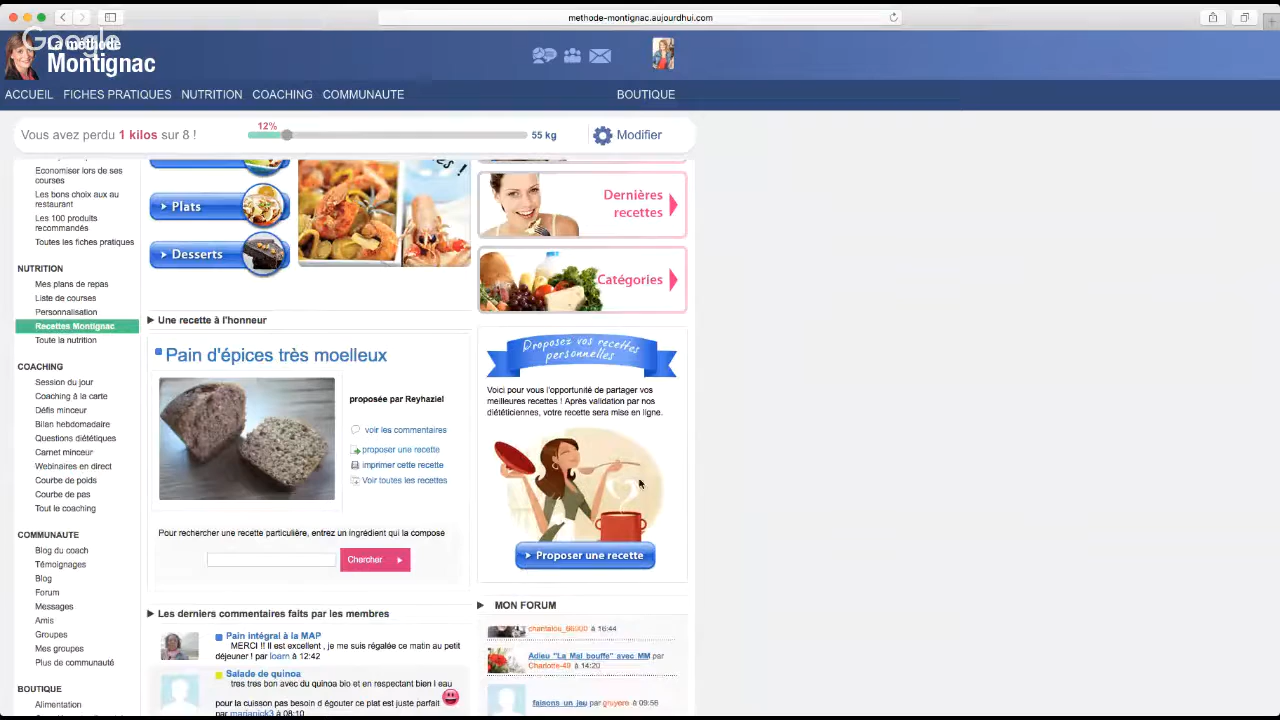 methode-montignac.aujourdhui.com
Google
La méthode
Montignac
ACCUEIL FICHES PRATIQUES NUTRITION COACHING COMMUNAUTE BOUTIQUE
Vous avez perdu 1 kilos sur 8 !
12%
55 kg
Modifier
Economiser lors de ses
courses
Les bons choix aux au
restaurant
Les 100 produits
recommandés
Toutes les fiches pratiques
NUTRITION
Mes plans de repas
Liste de courses
Personnalisation
Recettes Montignac
Toute la nutrition
COACHING
Session du jour
Coaching à la carte
Défis minceur
Bilan hebdomadaire
Questions diététiques
Carnet minceur
Webinaires en direct
Courbe de poids
Courbe de pas
Tout le coaching
COMMUNAUTE
Blog du coach
Témoignages
Blog
Forum
Messages
Amis
Groupes
Mes groupes
Plus de communauté
BOUTIQUE
Alimentation
Plats
Desserts
Une recette à l'honneur
Pain d'épices très moelleux
proposée par Reyhaziel
voir les commentaires
proposer une recette
imprimer cette recette
Voir toutes les recettes
Pour rechercher une recette particulière, entrez un ingrédient qui la compose
Chercher
Les derniers commentaires faits par les membres
Pain intégral à la MAP
MERCI !! Il est excellent , je me suis régalée ce matin au petit
déjeuner ! par loarn à 12:42
Salade de quinoa
tres tres bon avec du quinoa bio et en respectant bien l eau
pour la cuisson pas besoin d égouter ce plat est juste parfait
par marianick3 à 08:10
Dernières
recettes
Catégories
Proposez vos recettes
personnelles
Voici pour vous l'opportunité de partager vos
meilleures recettes ! Après validation par nos
diététiciennes, votre recette sera mise en ligne.
Proposer une recette
MON FORUM
chantalou_66000 à 16:44
Adieu "La Mal bouffe" avec MM par
Charlotte-49 à 14:20
faisons un jeu par gruyem à 09:56